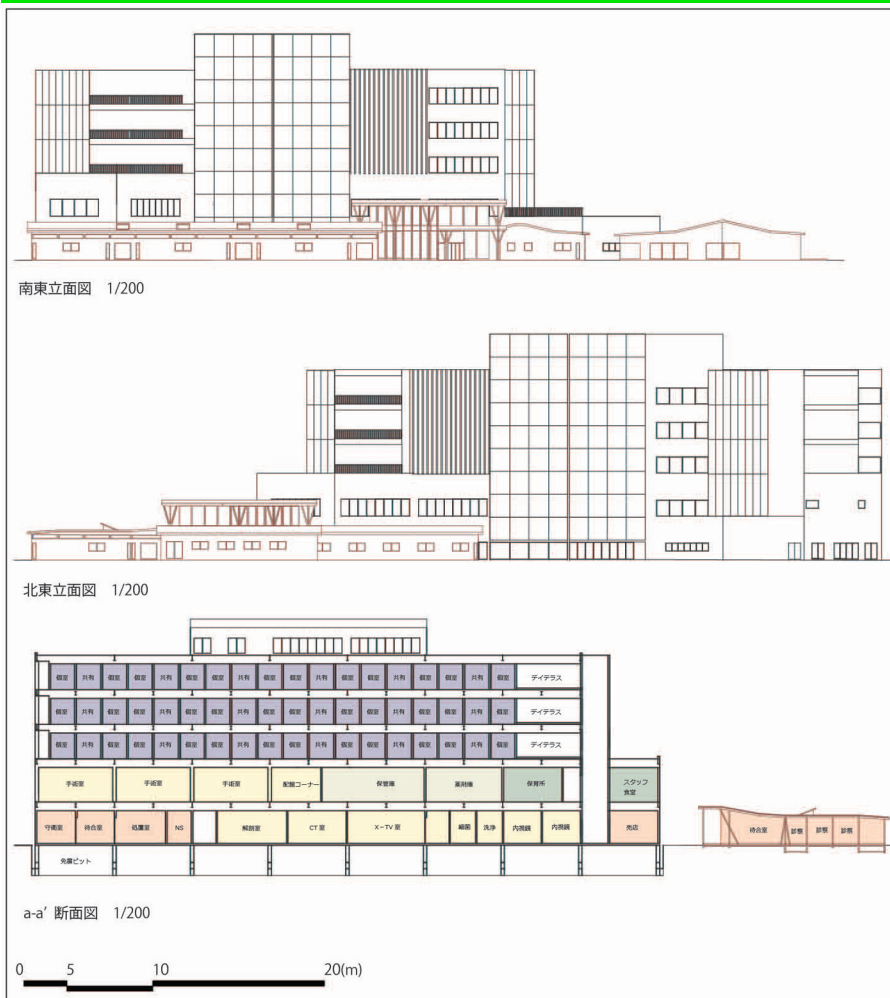 南東立面図 1/200
北東立面図 1/200
個室 共有 個室 個室 共有 個室 個室 共有 個室 個室 共有 個室 個室 共有 個室 個室 共有 個室 デイテラス
個室 共有 個室 個室 共有 個室 個室 共有 個室 個室 共有 個室 個室 共有 個室 個室 共有 個室 デイテラス
個室 共有 個室 個室 共有 個室 個室 共有 個室 個室 共有 個室 個室 共有 個室 個室 共有 個室 デイテラス
手術室 手術室 手術室 配膳コーナー 保管庫 薬剤庫 保育所 スタッフ
食室
守衛室 待合室 処置室 NS 解剖室 CT室 X-TV室 細菌 洗浄 内視鏡 内視鏡 売店 待合室 診察 診察 診察
免震ピット
a-a' 断面図 1/200
0 5 10 20(m)